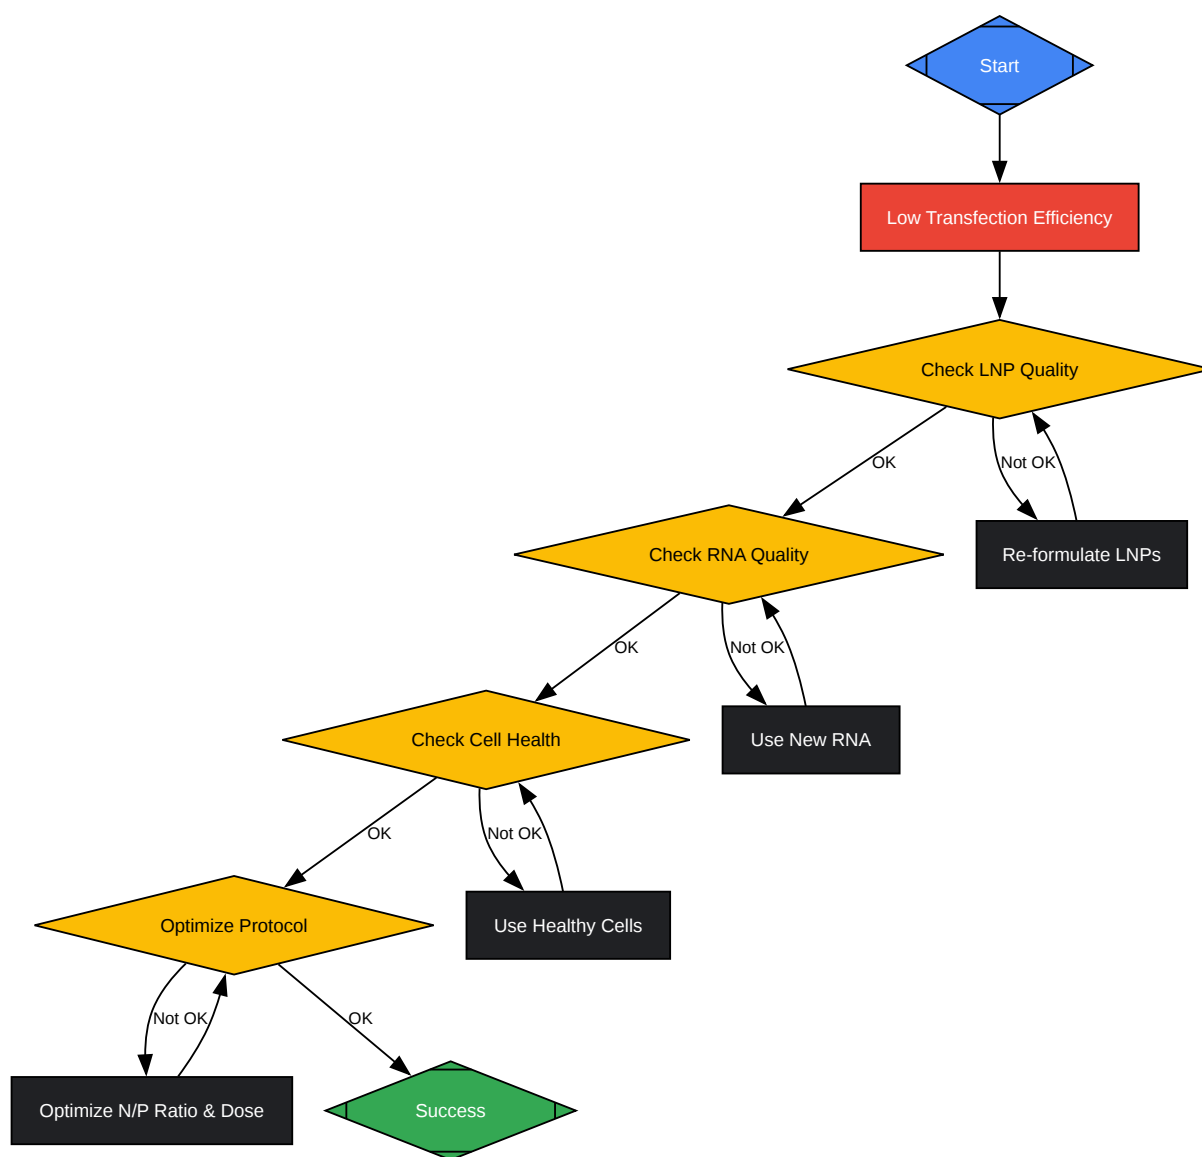 Start
Low Transfection Efficiency
Check LNP Quality
OK
Not OK
Check RNA Quality
Re-formulate LNPs
OK
Not OK
Check Cell Health
Use New RNA
OK
Not OK
Optimize Protocol
Use Healthy Cells
Not OK
OK
Optimize N/P Ratio & Dose
Success